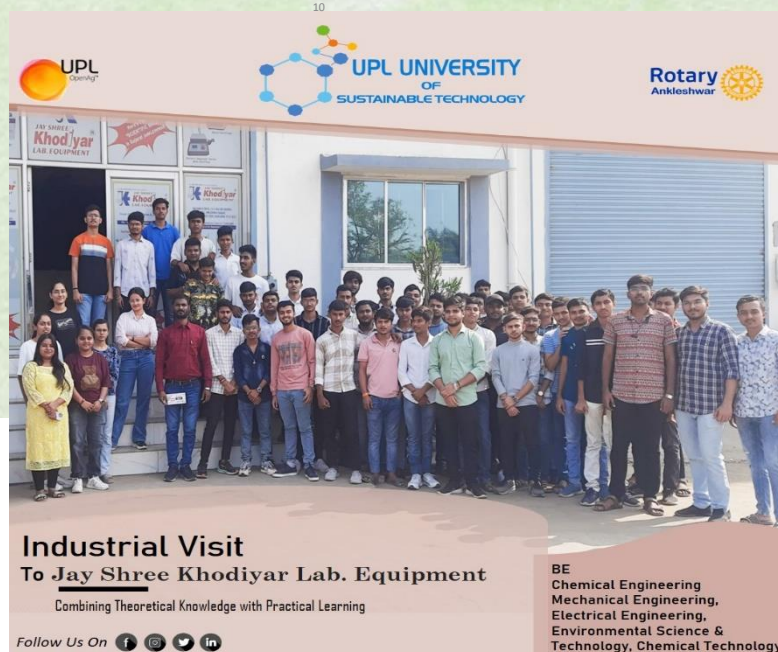 10
UPL
OpenAg™
UPL UNIVERSITY
OF
SUSTAINABLE TECHNOLOGY
Rotary
Ankleshwar
JAY SHREE
Khodiyar®
LAB. EQUIPMENT
Khodiyar
Khodiyar
Industrial Visit
To Jay Shree Khodiyar Lab. Equipment
Combining Theoretical Knowledge with Practical Learning
Follow Us On
BE
Chemical Engineering
Mechanical Engineering,
Electrical Engineering,
Environmental Science &
Technology, Chemical Technology